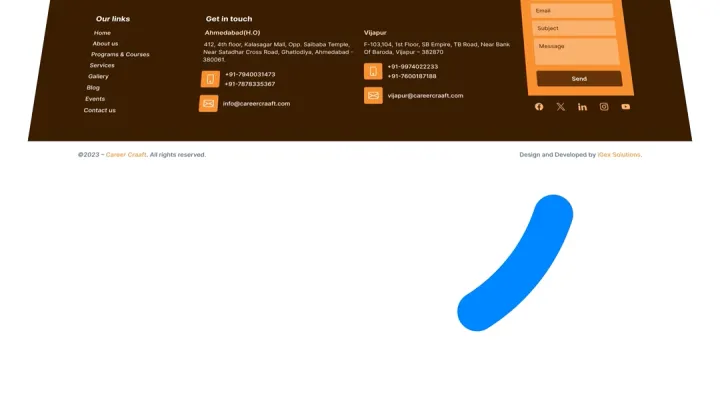 Our links
Home
About us
Programs & Courses
Services
Gallery
Blog
Events
Contact us
Get in touch
Ahmedabad(H.O)
412, 4th floor, Kalasagar Mall, Opp. Saibaba Temple,
Near Satadhar Cross Road, Ghatlodiya, Ahmedabad -
380061.
+91-7940031473
+91-7878335367
info@careercraaft.com
Vijapur
F-103,104, 1st Floor, SB Empire, TB Road, Near Bank
Of Baroda, Vijapur - 382870
+91-9974022233
+91-7600187188
vijapur@careercraaft.com
Email
Subject
Message
Send
©2023 - Career Craaft. All rights reserved.
Design and Developed by iGex Solutions.